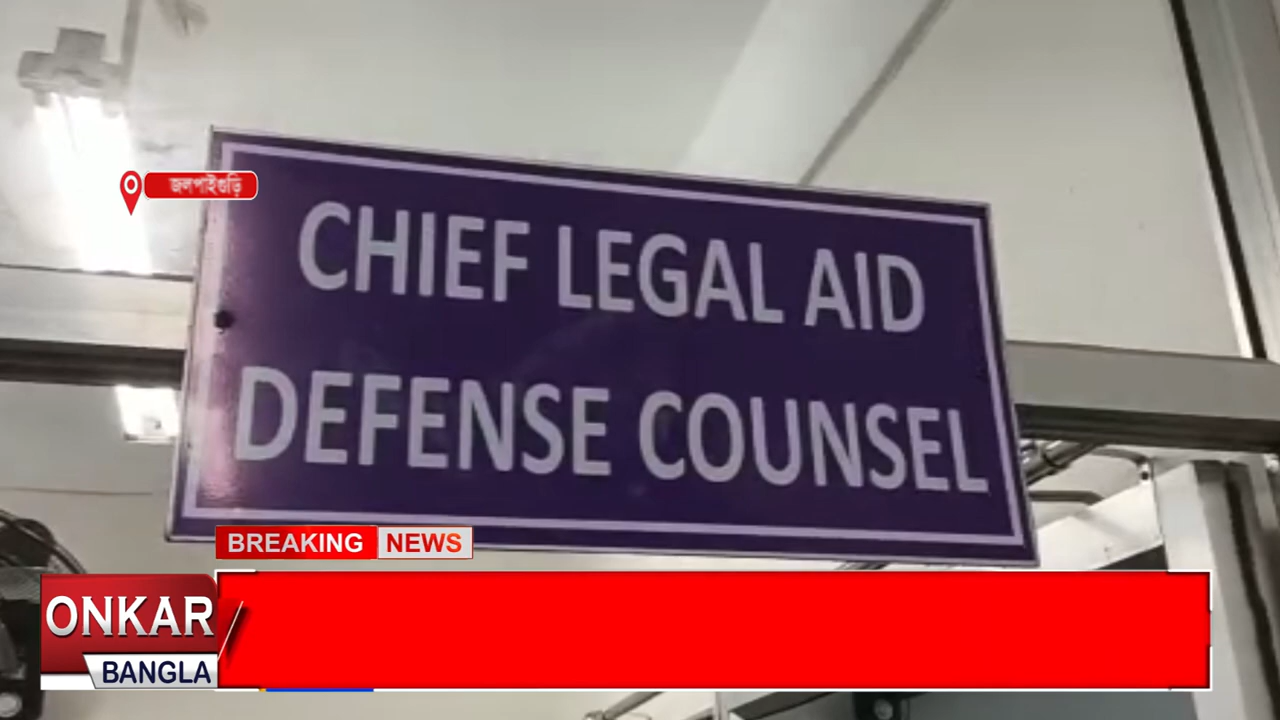 জলপাইগুড়ি
CHIEF LEGAL AID
DEFENSE COUNSEL
BREAKING NEWS
ONKAR
BANGLA